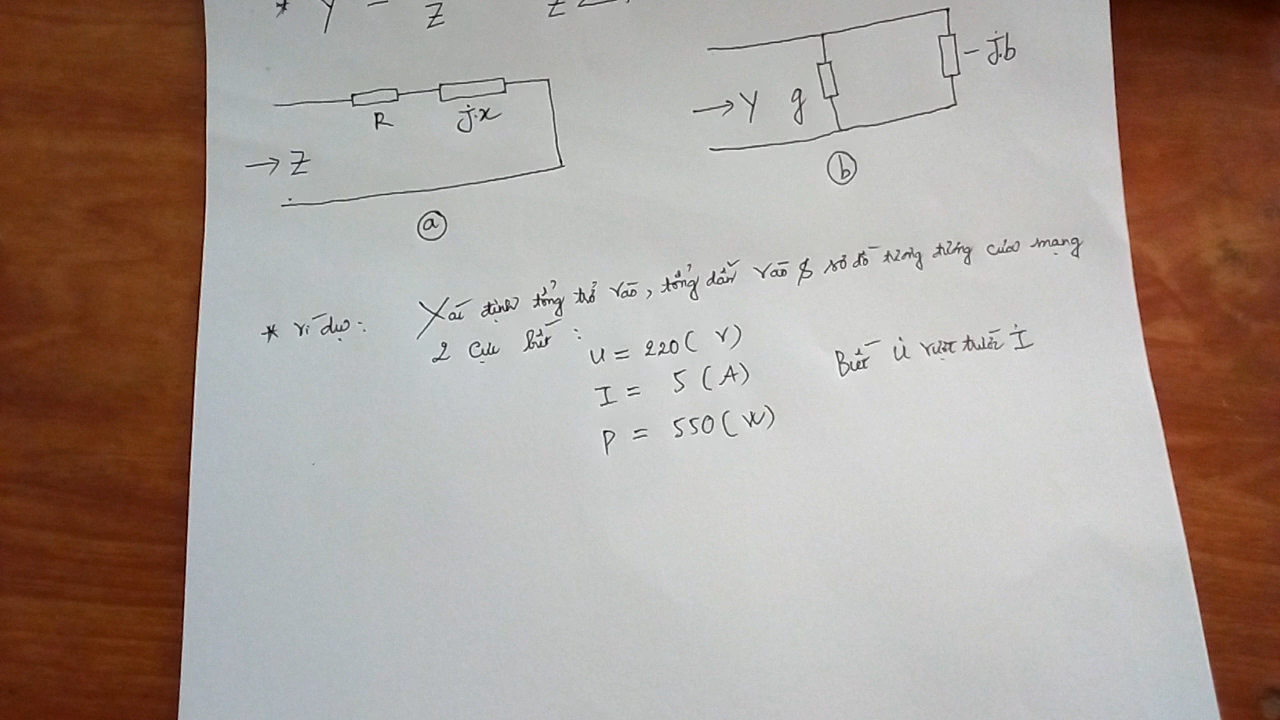 * Y = — Z Z
R j.x
→ Z
ⓐ
→ Y g - j.b
ⓑ
* Ví dụ: Xác định tổng trở vào, tổng dẫn vào & sơ đồ tương đương của mạng
2 cực biết:
U = 220 ( V )
I = 5 ( A ) Biết U̇ vượt trước İ
P = 550 ( W )